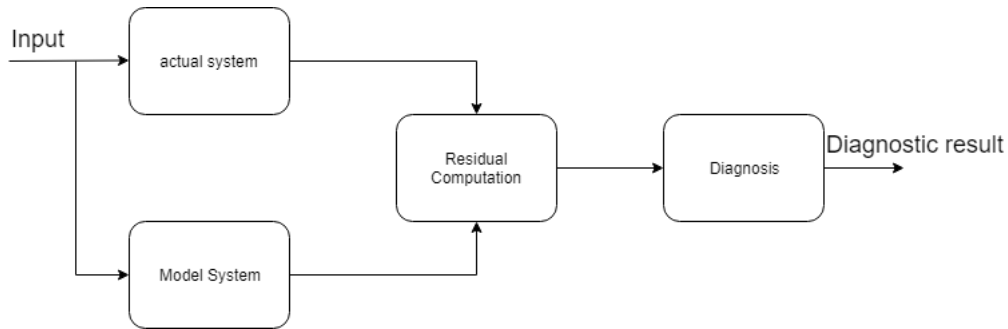 Input
actual system
Residual
Computation
Diagnosis
Diagnostic result
Model System